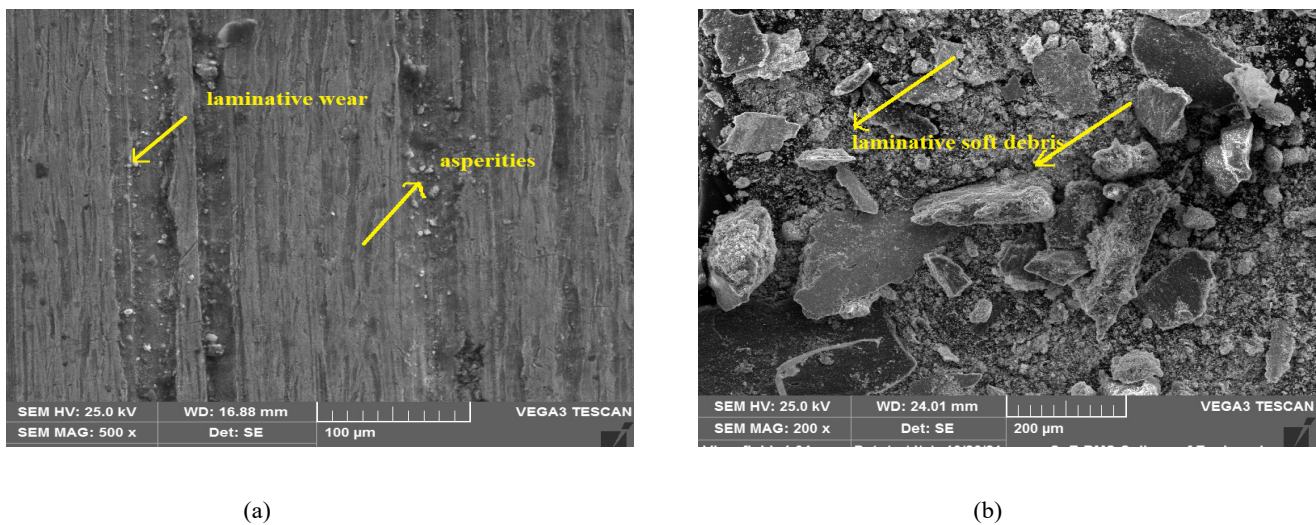 laminative wear
asperities
SEM HV: 25.0 kV WD: 16.88 mm VEGA3 TESCAN
SEM MAG: 500 x Det: SE 100 µm
laminative soft debris
SEM HV: 25.0 kV WD: 24.01 mm VEGA3 TESCAN
SEM MAG: 200 x Det: SE 200 µm
(a)
(b)